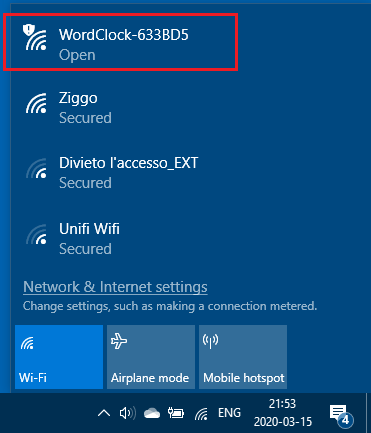 WordClock-633BD5
Open
Ziggo
Secured
Divieto l'accesso_EXT
Secured
Unifi Wifi
Secured
Network & Internet settings
Change settings, such as making a connection metered.
Wi-Fi
Airplane mode
Mobile hotspot
ENG
21:53
2020-03-15
4